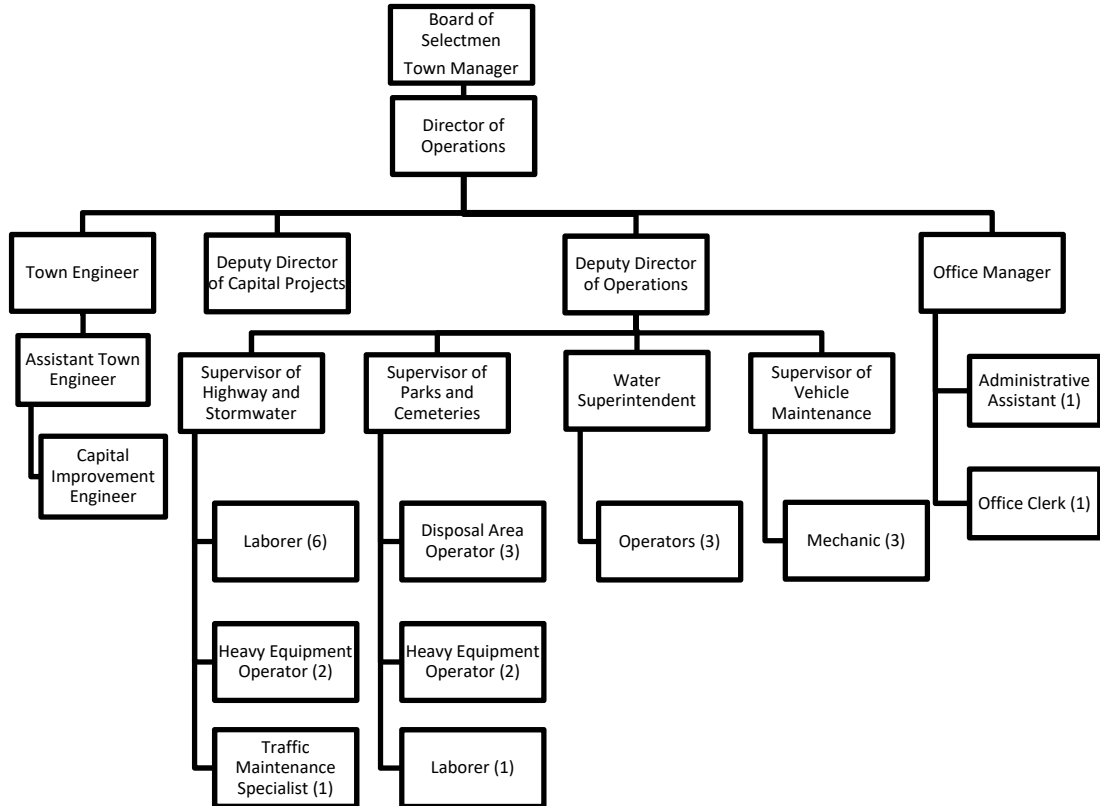 Board of
Selectmen
Town Manager
Director of
Operations
Town Engineer
Deputy Director
of Capital Projects
Deputy Director
of Operations
Office Manager
Assistant Town
Engineer
Capital
Improvement
Engineer
Supervisor of
Highway and
Stormwater
Laborer (6)
Heavy Equipment
Operator (2)
Traffic
Maintenance
Specialist (1)
Supervisor of
Parks and
Cemeteries
Disposal Area
Operator (3)
Heavy Equipment
Operator (2)
Laborer (1)
Water
Superintendent
Operators (3)
Supervisor of
Vehicle
Maintenance
Mechanic (3)
Administrative
Assistant (1)
Office Clerk (1)